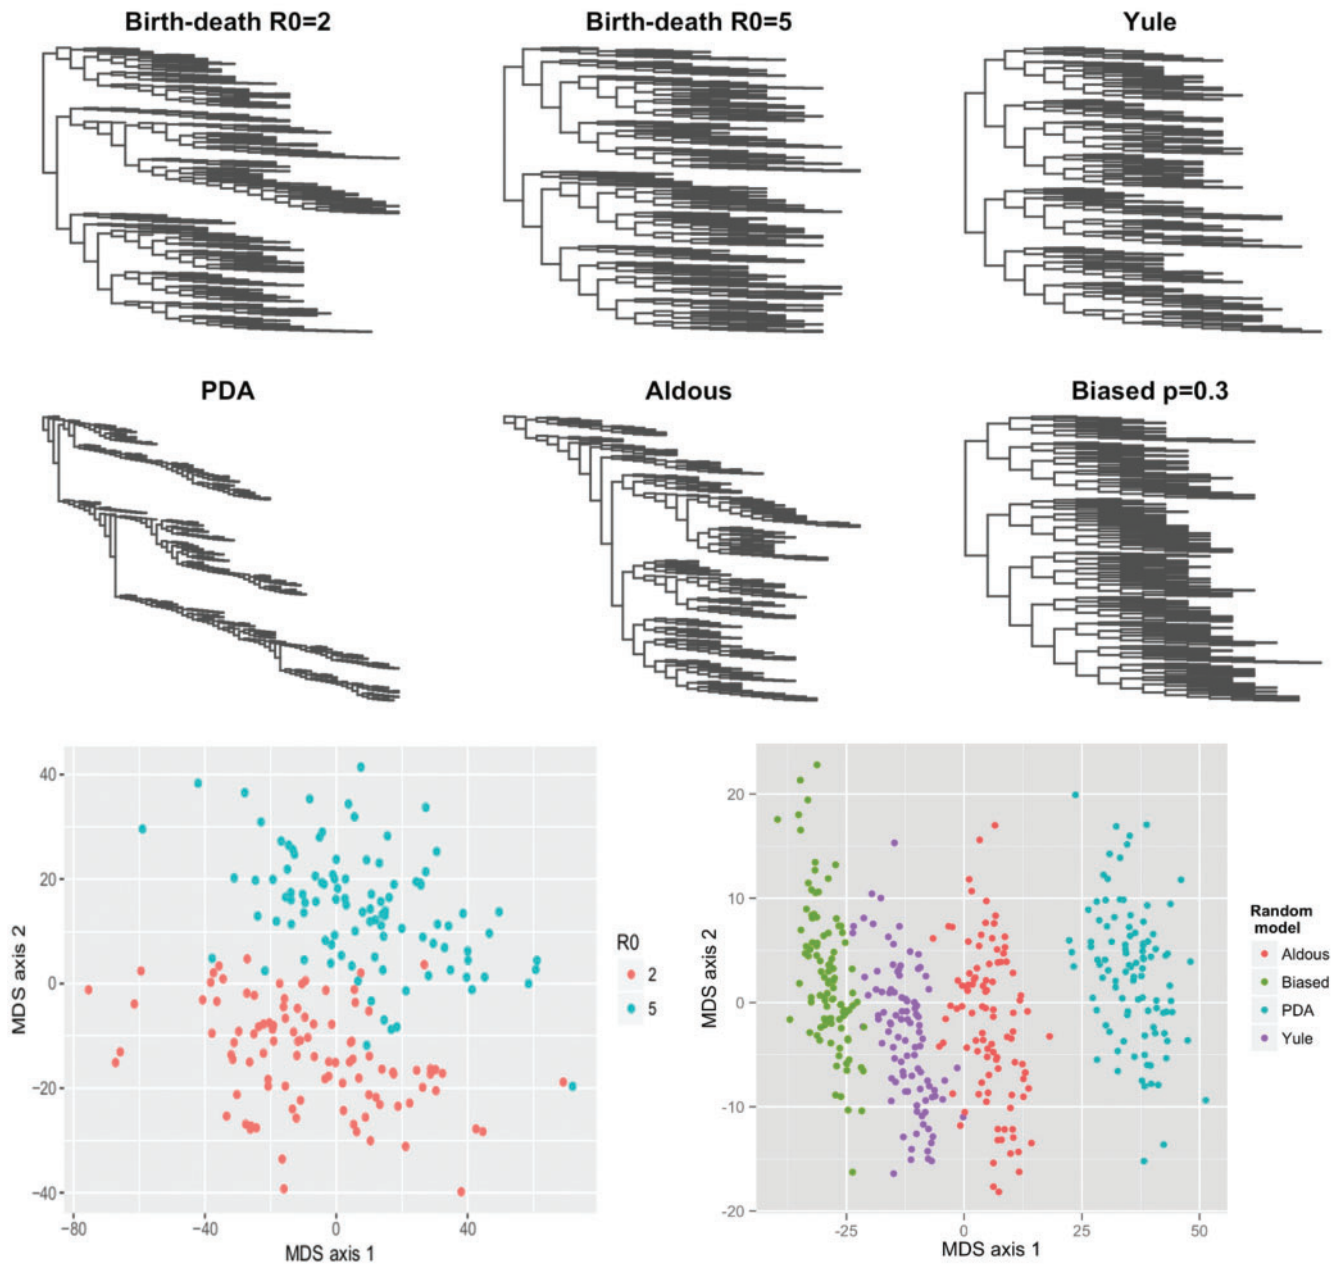 Birth-death R0=2
Birth-death R0=5
Yule
PDA
Aldous
Biased p=0.3
40
20
0
−20
−40
−80
−40
0
40
MDS axis 1
MDS axis 2
R0
2
5
20
10
0
-10
-20
-25
0
25
50
MDS axis 1
MDS axis 2
Random
model
Aldous
Biased
PDA
Yule